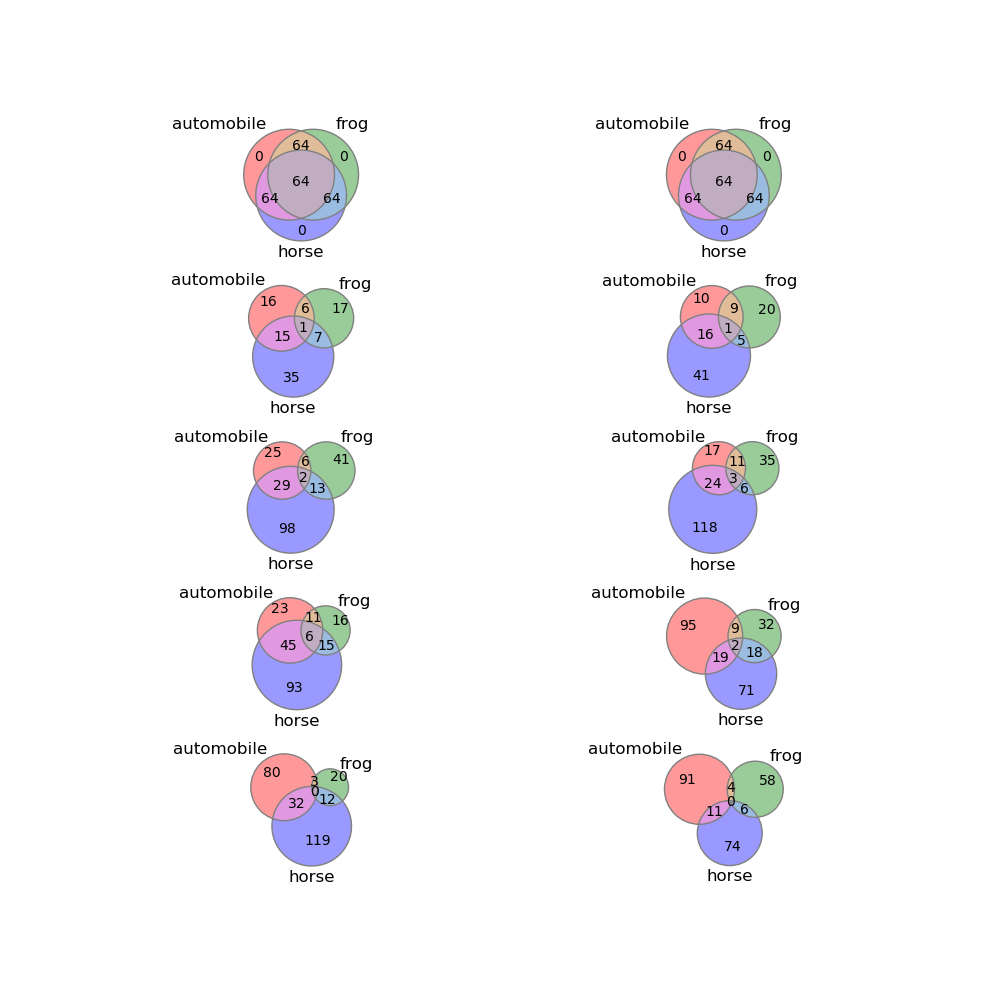 automobile frog
0 64 0
64
64 64
0
horse
automobile frog
0 64 0
64
64 64
0
horse
automobile frog
16 6 17
1
15 7
35
horse
automobile frog
10 9 20
1
16 5
41
horse
automobile frog
25 6 41
2
29 13
98
horse
automobile frog
17 11 35
3
24 6
118
horse
automobile frog
23 11 16
6
45 15
93
horse
automobile frog
95 9 32
2
19 18
71
horse
automobile frog
80 3 20
0
32 12
119
horse
automobile frog
91 4 58
0
11 6
74
horse